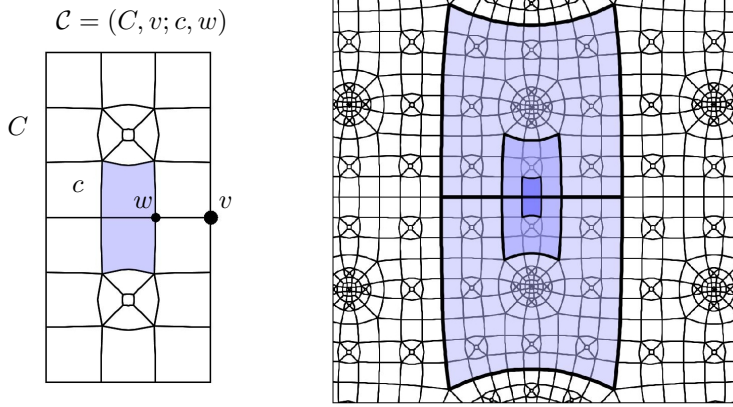 𝒞 = (C, v; c, w)
C
c
w
v